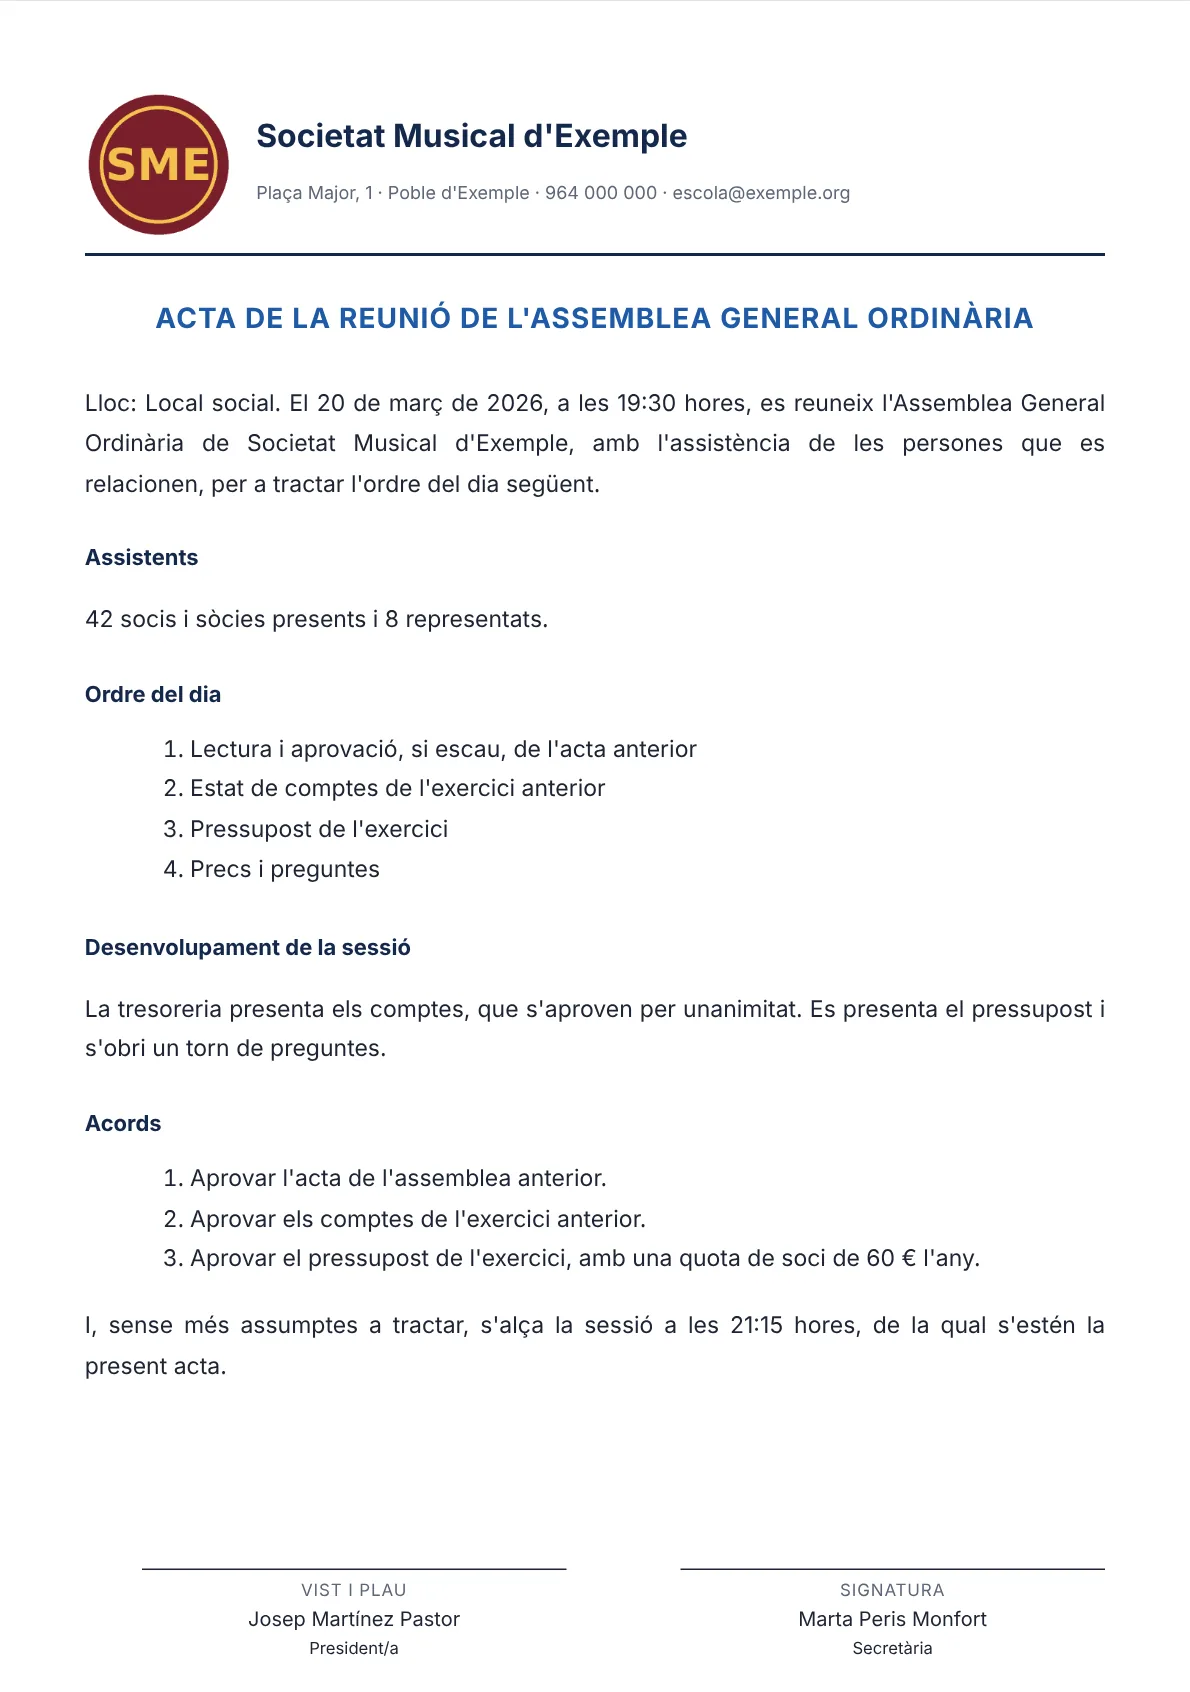 SME
Societat Musical d'Exemple
Plaça Major, 1 · Poble d'Exemple · 964 000 000 · escola@exemple.org
ACTA DE LA REUNIÓ DE L'ASSEMBLEA GENERAL ORDINÀRIA
Lloc: Local social. El 20 de març de 2026, a les 19:30 hores, es reuneix l'Assemblea General
Ordinària de Societat Musical d'Exemple, amb l'assistència de les persones que es
relacionen, per a tractar l'ordre del dia següent.
Assistents
42 socis i sòcies presents i 8 representats.
Ordre del dia
1. Lectura i aprovació, si escau, de l'acta anterior
2. Estat de comptes de l'exercici anterior
3. Pressupost de l'exercici
4. Precs i preguntes
Desenvolupament de la sessió
La tresoreria presenta els comptes, que s'aproven per unanimitat. Es presenta el pressupost i
s'obri un torn de preguntes.
Acords
1. Aprovar l'acta de l'assemblea anterior.
2. Aprovar els comptes de l'exercici anterior.
3. Aprovar el pressupost de l'exercici, amb una quota de soci de 60 € l'any.
I, sense més assumptes a tractar, s'alça la sessió a les 21:15 hores, de la qual s'estén la
present acta.
VIST I PLAU
Josep Martínez Pastor
President/a
SIGNATURA
Marta Peris Monfort
Secretària